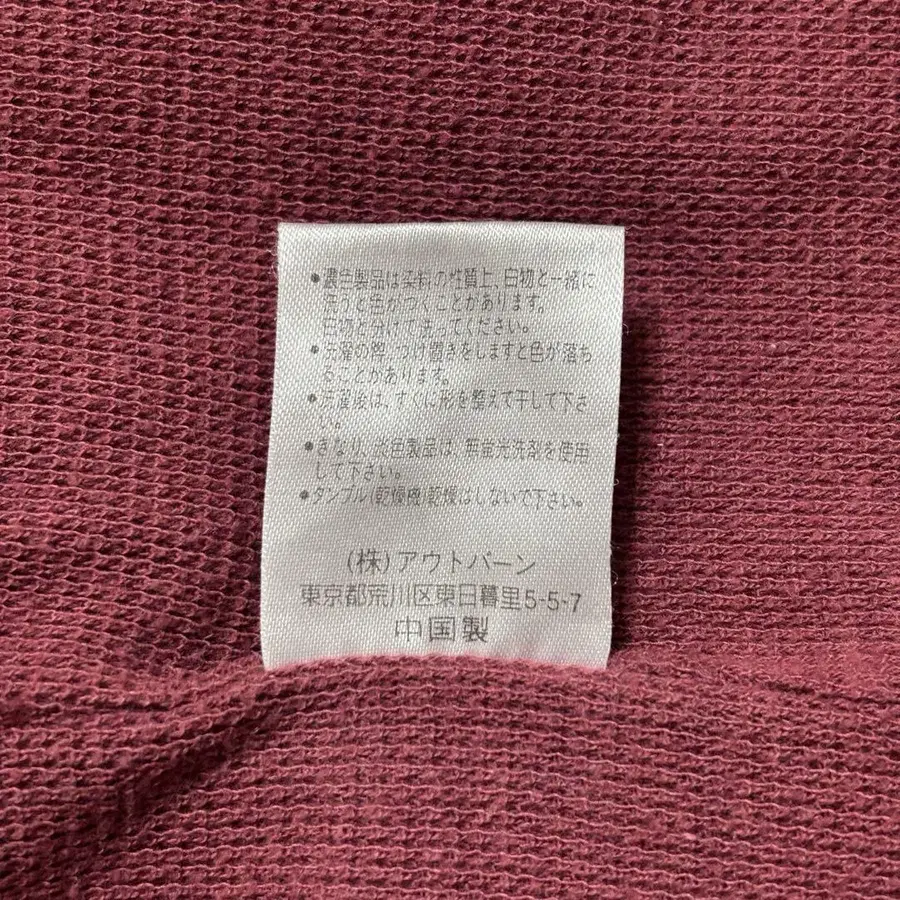 ●濃色製品は染料の性質上、白物と一緒に
洗うと色がつくことがあります。
白物と分けて洗ってください。
●洗濯の際、つけ置きをしますと色が落ち
ることがあります。
●洗濯後は、すぐに形を整えて干して下さ
い。
●きなり、淡色製品は、無蛍光洗剤を使用
して下さい。
●タンブル(乾燥機)乾燥はしないで下さい。
(株)アウトバーン
東京都荒川区東日暮里5-5-7
中国製